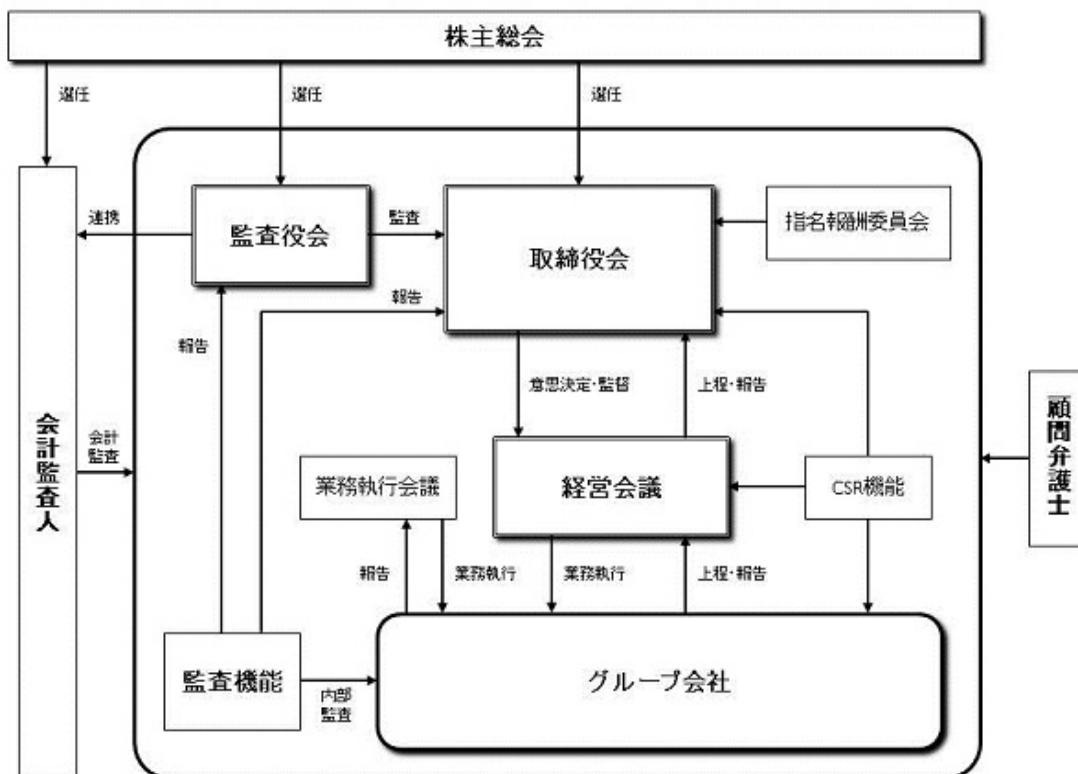 株主総会
選任
選任
選任
連携
監査役会
監査
取締役会
指名報酬委員会
報告
報告
意思決定・監督
上程・報告
会計監査人
会計
監査
業務執行会議
経営会議
CSR機能
顧問弁護士
報告
業務執行
業務執行
上程・報告
監査機能
内部
監査
グループ会社